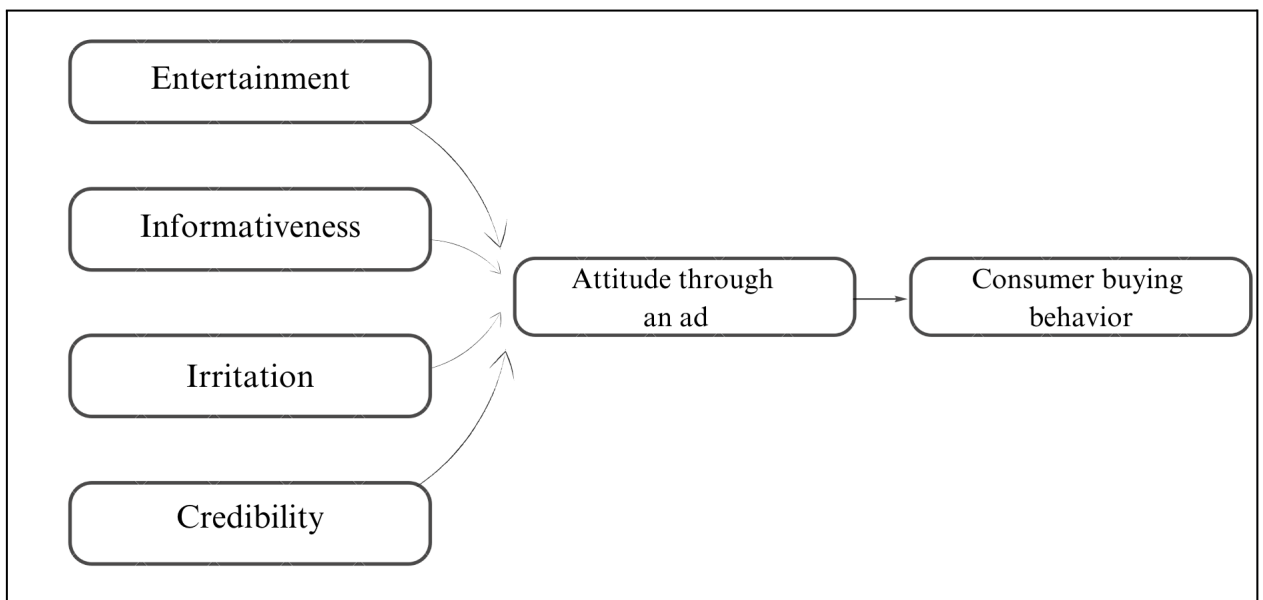 Entertainment
Informativeness
Irritation
Credibility
Attitude through
an ad
Consumer buying
behavior